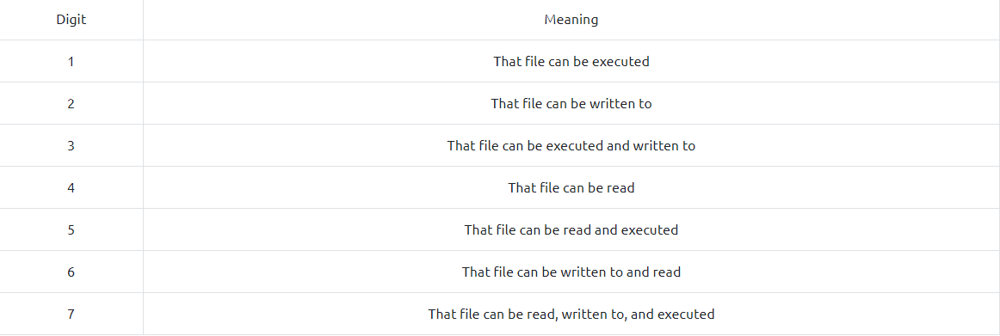 Digit Meaning
1 That file can be executed
2 That file can be written to
3 That file can be executed and written to
4 That file can be read
5 That file can be read and executed
6 That file can be written to and read
7 That file can be read, written to, and executed